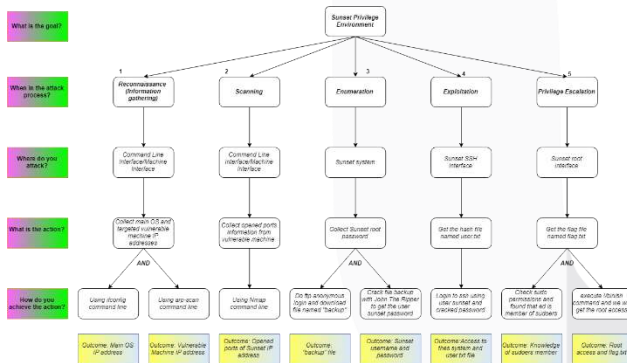 What is the goal?
Sunset Privilege
Environment
1
2
3
4
5
When is the attack
process?
Reconnaissance
(Information
gathering)
Scanning
Enumeration
Exploitation
Privilege Escalation
Where do you
attack?
Command Line
Interface/Machine
Interface
Command Line
Interface/Machine
Interface
Sunset system
Sunset SSH
interface
Sunset root
interface
What is the action?
Collect main OS and
targeted vulnerable
machine IP
addresses
Collect opened ports
information from
vulnerable machine
Collect Sunset root
password
Get the hash file
named user.txt
Get the flag file
named flag.txt
AND
AND
AND
How do you
achieve the action?
Using ifconfig
command line
Using arp-scan
command line
Using Nmap
command line
Do ftp anonymous
login and download
file named "backup"
Crack file backup
with John The Ripper
to get the user
sunset password
Login to ssh using
user sunset and
cracked password
Check sudo
permissions and
found that ed is
member of sudoers
execute
command and we will
get the root access
Outcome: Main OS
IP address
Outcome: Vulnerable
Machine IP address
Outcome: Opened
ports of Sunset IP
address
Outcome:
"backup" file
Outcome: Sunset
username and
password
Outcome: Access to
system and
user.txt file
Outcome: Knowledge
of sudoers member
Outcome: Root
access and flag.txt